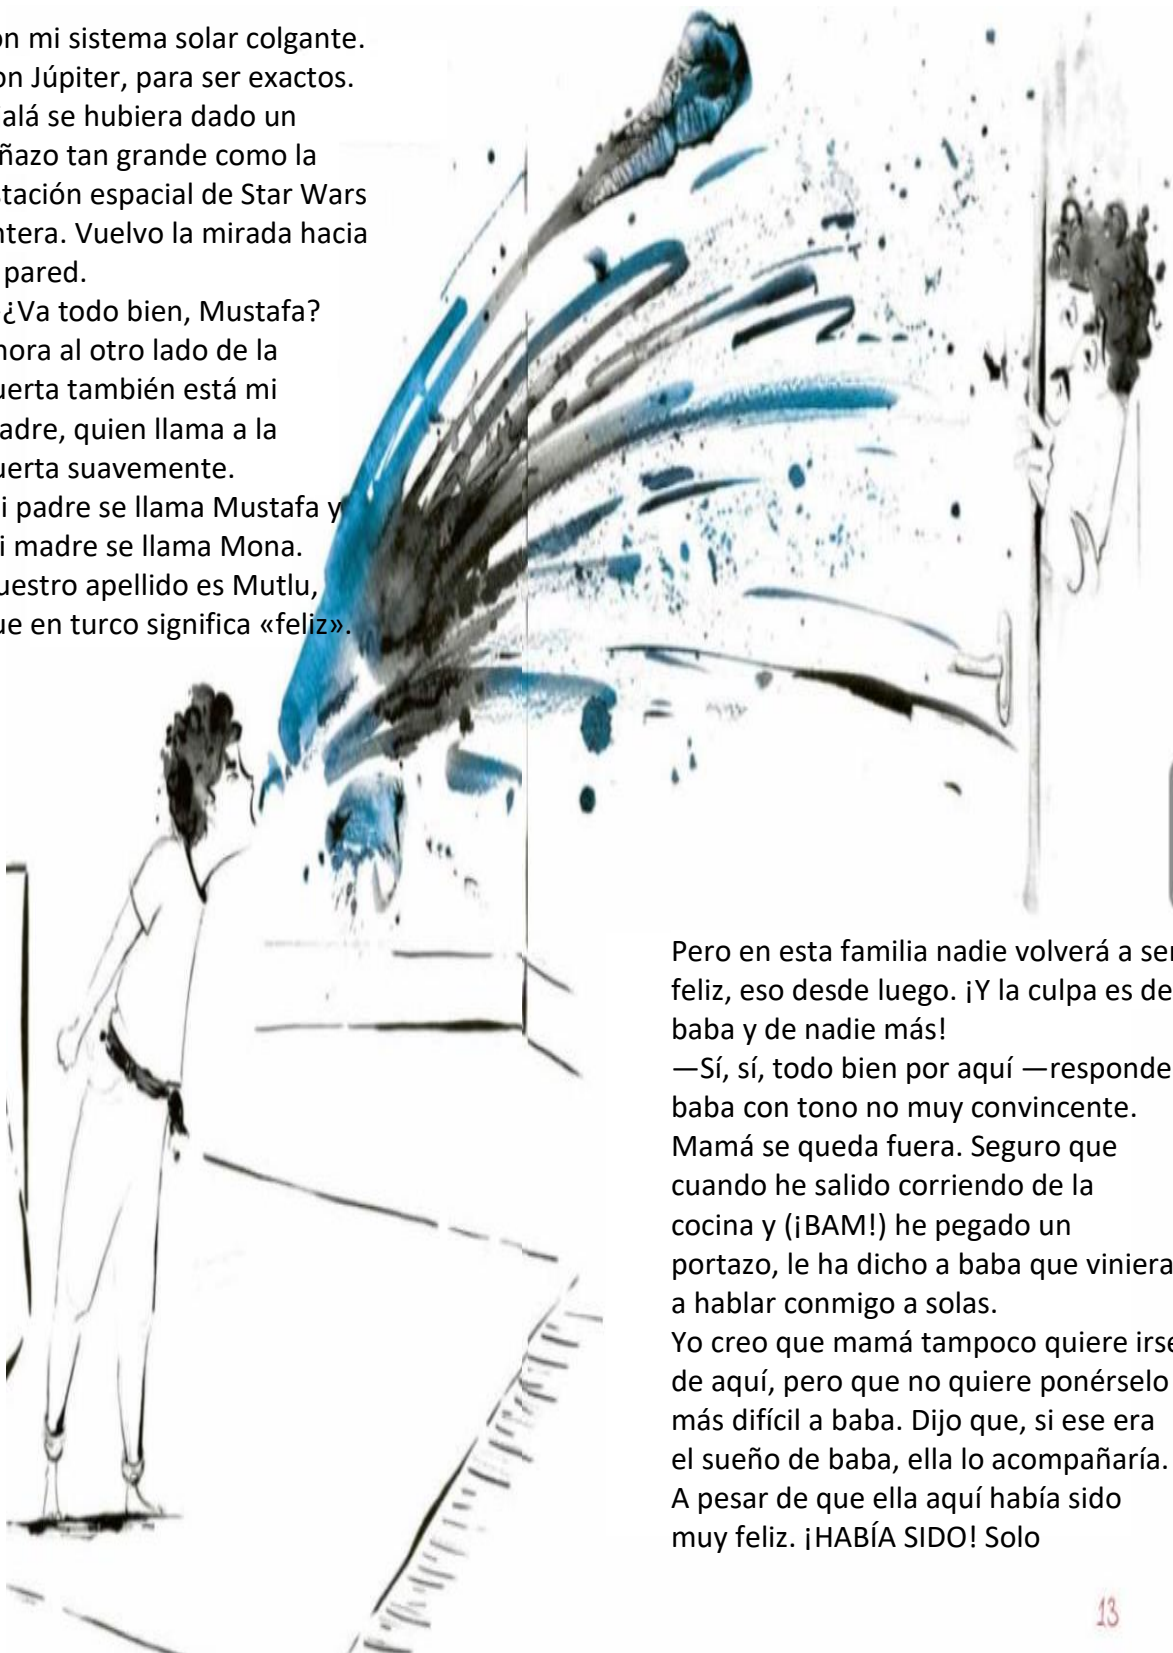 on mi sistema solar colgante.
on Júpiter, para ser exactos.
alá se hubiera dado un
ñazo tan grande como la
stación espacial de Star Wars
ntera. Vuelvo la mirada hacia
pared.
¿Va todo bien, Mustafa?
hora al otro lado de la
uerta también está mi
adre, quien llama a la
uerta suavemente.
i padre se llama Mustafa y
i madre se llama Mona.
uestro apellido es Mutlu,
ue en turco significa «feliz».
Pero en esta familia nadie volverá a ser
feliz, eso desde luego. ¡Y la culpa es de
baba y de nadie más!
—Sí, sí, todo bien por aquí —responde
baba con tono no muy convincente.
Mamá se queda fuera. Seguro que
cuando he salido corriendo de la
cocina y (¡BAM!) he pegado un
portazo, le ha dicho a baba que viniera
a hablar conmigo a solas.
Yo creo que mamá tampoco quiere irse
de aquí, pero que no quiere ponérselo
más difícil a baba. Dijo que, si ese era
el sueño de baba, ella lo acompañaría.
A pesar de que ella aquí había sido
muy feliz. ¡HABÍA SIDO! Solo
13